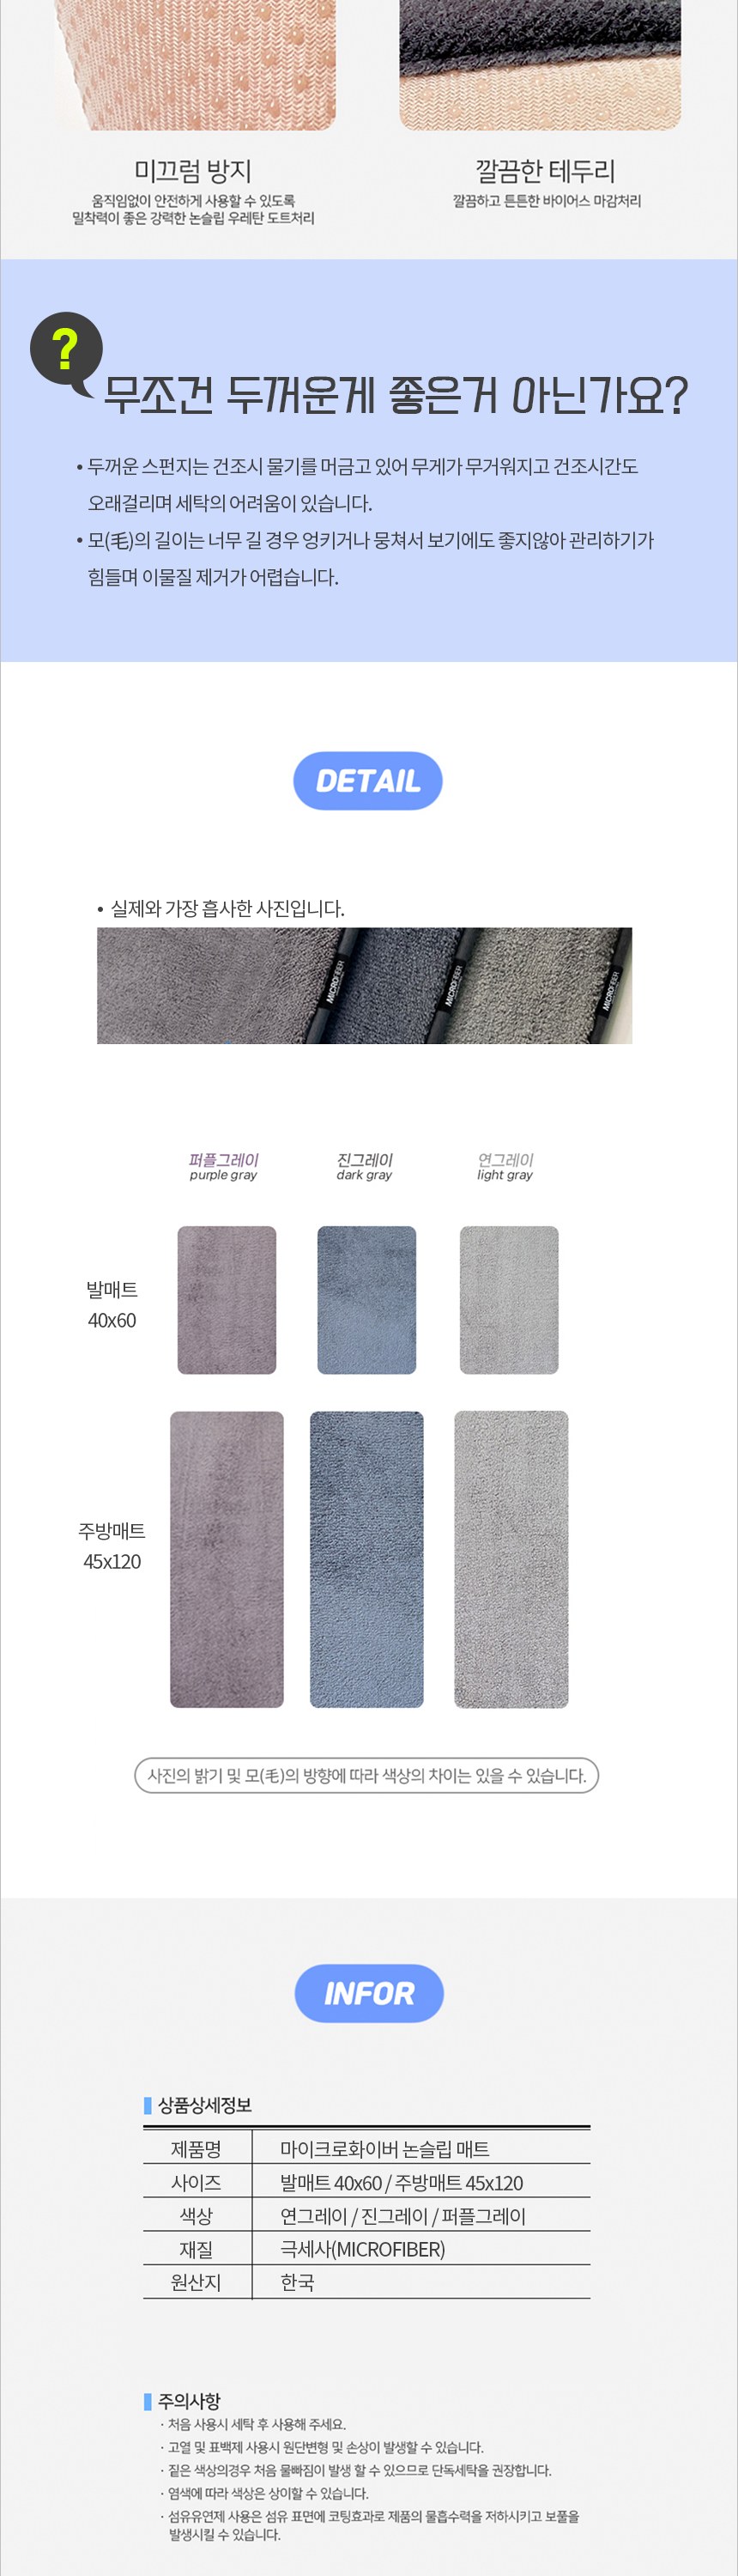 미끄럼 방지
움직임없이 안전하게 사용할 수 있도록
밀착력이 좋은 강력한 논슬립 우레탄 도트처리
깔끔한 테두리
깔끔하고 튼튼한 바이어스 마감처리
?
무조건 두꺼운게 좋은거 아닌가요?
• 두꺼운 스펀지는 건조시 물기를 머금고 있어 무게가 무거워지고 건조시간도
오래걸리며 세탁의 어려움이 있습니다.
• 모(毛)의 길이는 너무 길 경우 엉키거나 뭉쳐서 보기에도 좋지않아 관리하기가
힘들며 이물질 제거가 어렵습니다.
DETAIL
• 실제와 가장 흡사한 사진입니다.
MICROFIBER
MICROFIBER
MICROFIBER
퍼플그레이
purple gray
진그레이
dark gray
연그레이
light gray
발매트
40x60
주방매트
45x120
사진의 밝기 및 모(毛)의 방향에 따라 색상의 차이는 있을 수 있습니다.
INFOR
상품상세정보
제품명 마이크로화이버 논슬립 매트
사이즈 발매트 40x60 / 주방매트 45x120
색상 연그레이 / 진그레이 / 퍼플그레이
재질 극세사(MICROFIBER)
원산지 한국
주의사항
· 처음 사용시 세탁 후 사용해 주세요.
· 고열 및 표백제 사용시 원단변형 및 손상이 발생할 수 있습니다.
· 짙은 색상의경우 처음 물빠짐이 발생 할 수 있으므로 단독세탁을 권장합니다.
· 염색에 따라 색상은 상이할 수 있습니다.
· 섬유유연제 사용은 섬유 표면에 코팅효과로 제품의 물흡수력을 저하시키고 보풀을
발생시킬 수 있습니다.